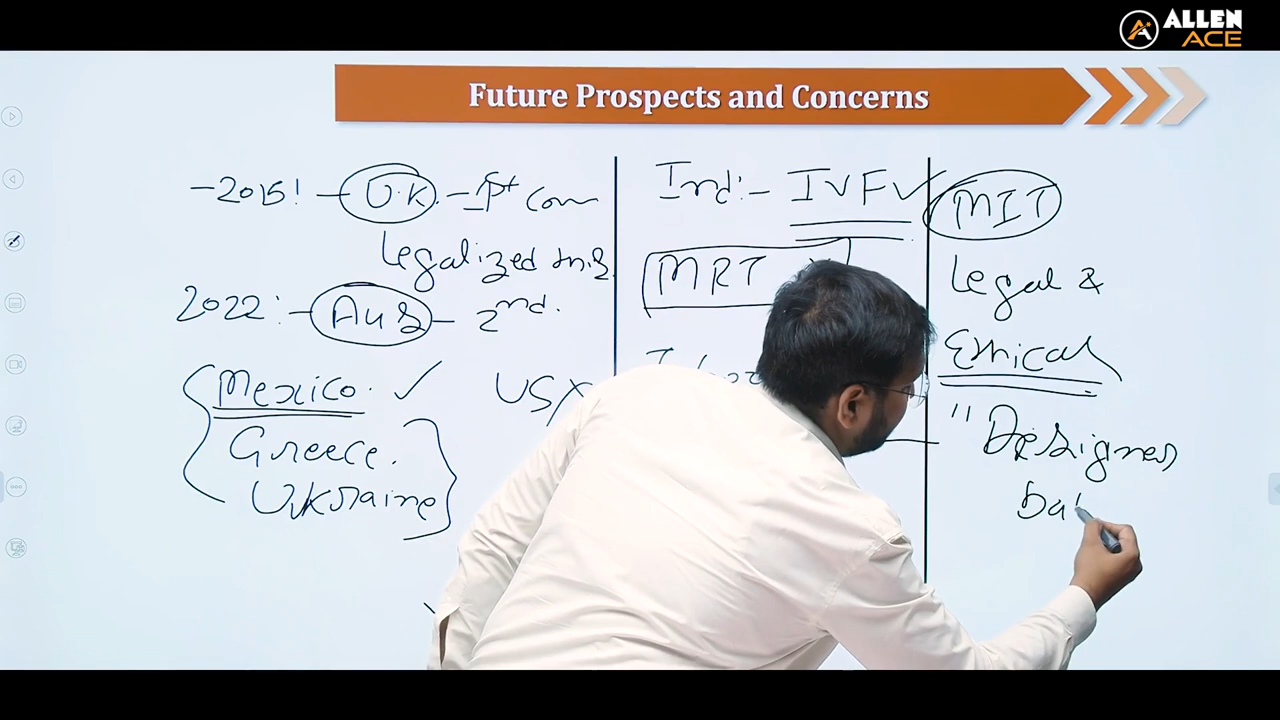 ALLEN
ACE
Future Prospects and Concerns
-2015! - U.K. - 1st Con
Legalized this.
2022:- Aus - 2nd.
Mexico. ✓ US X
Greece.
Ukraine
Ind:- IVF ✓
MRT
MIT
Legal &
Ethical
"Designer
ba